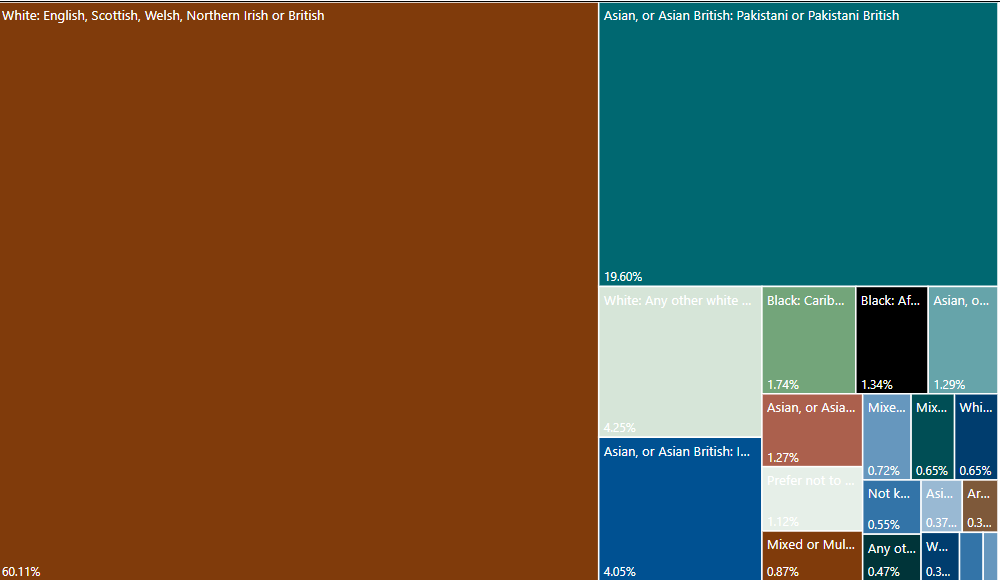 White: English, Scottish, Welsh, Northern Irish or British
60.11%
Asian, or Asian British: Pakistani or Pakistani British
19.60%
White: Any other white ...
4.25%
Asian, or Asian British: I...
4.05%
Black: Carib...
1.74%
Black: Af...
1.34%
Asian, o...
1.29%
Asian, or Asia...
1.27%
Prefer not to ...
1.12%
Mixed or Mul...
0.87%
Mixe...
0.72%
Mix...
0.65%
Whi...
0.65%
Not k...
0.55%
Any ot...
0.47%
Asi...
0.37...
Ar...
0.3...
W...
0.3...